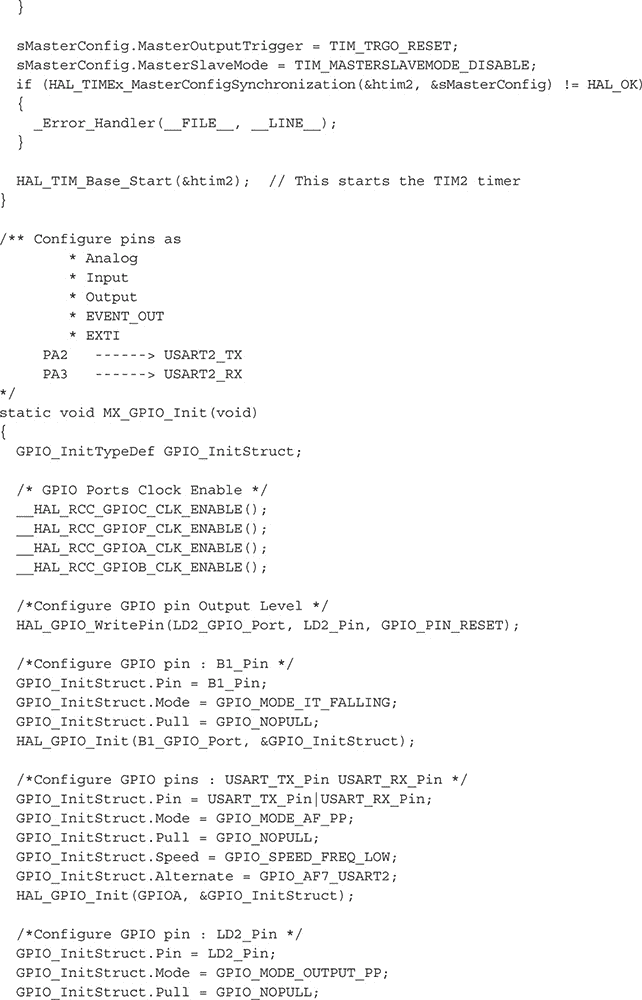 }

  sMasterConfig.MasterOutputTrigger = TIM_TRGO_RESET;
  sMasterConfig.MasterSlaveMode = TIM_MASTERSLAVEMODE_DISABLE;
  if (HAL_TIMEx_MasterConfigSynchronization(&htim2, &sMasterConfig) != HAL_OK)
  {
    _Error_Handler(__FILE__, __LINE__);
  }

  HAL_TIM_Base_Start(&htim2);  // This starts the TIM2 timer
}

/** Configure pins as
        * Analog
        * Input
        * Output
        * EVENT_OUT
        * EXTI
     PA2   ------> USART2_TX
     PA3   ------> USART2_RX
*/
static void MX_GPIO_Init(void)
{
  GPIO_InitTypeDef GPIO_InitStruct;

  /* GPIO Ports Clock Enable */
  __HAL_RCC_GPIOC_CLK_ENABLE();
  __HAL_RCC_GPIOF_CLK_ENABLE();
  __HAL_RCC_GPIOA_CLK_ENABLE();
  __HAL_RCC_GPIOB_CLK_ENABLE();

  /*Configure GPIO pin Output Level */
  HAL_GPIO_WritePin(LD2_GPIO_Port, LD2_Pin, GPIO_PIN_RESET);

  /*Configure GPIO pin : B1_Pin */
  GPIO_InitStruct.Pin = B1_Pin;
  GPIO_InitStruct.Mode = GPIO_MODE_IT_FALLING;
  GPIO_InitStruct.Pull = GPIO_NOPULL;
  HAL_GPIO_Init(B1_GPIO_Port, &GPIO_InitStruct);

  /*Configure GPIO pins : USART_TX_Pin USART_RX_Pin */
  GPIO_InitStruct.Pin = USART_TX_Pin|USART_RX_Pin;
  GPIO_InitStruct.Mode = GPIO_MODE_AF_PP;
  GPIO_InitStruct.Pull = GPIO_NOPULL;
  GPIO_InitStruct.Speed = GPIO_SPEED_FREQ_LOW;
  GPIO_InitStruct.Alternate = GPIO_AF7_USART2;
  HAL_GPIO_Init(GPIOA, &GPIO_InitStruct);

  /*Configure GPIO pin : LD2_Pin */
  GPIO_InitStruct.Pin = LD2_Pin;
  GPIO_InitStruct.Mode = GPIO_MODE_OUTPUT_PP;
  GPIO_InitStruct.Pull = GPIO_NOPULL;